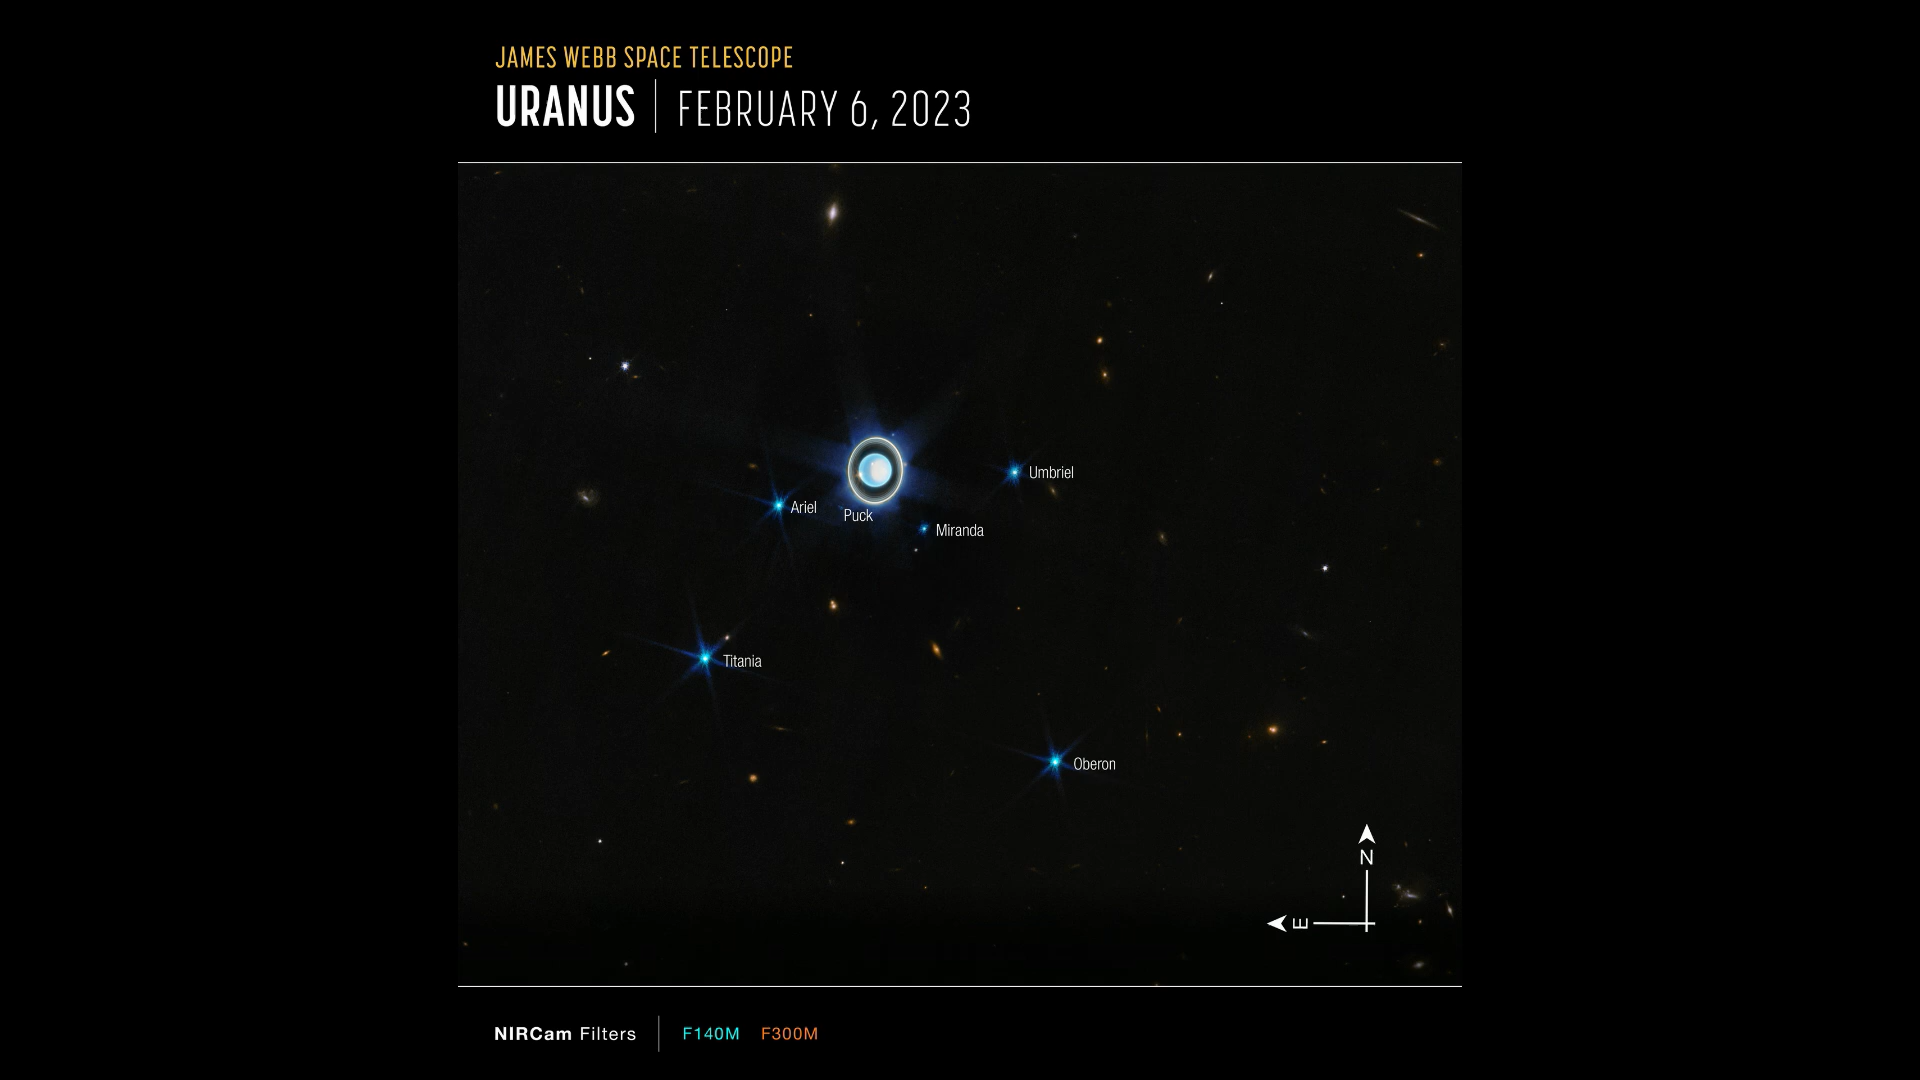 JAMES WEBB SPACE TELESCOPE
URANUS | FEBRUARY 6, 2023
Umbriel
Ariel
Puck
Miranda
Titania
Oberon
N
E
NIRCam Filters | F140M F300M